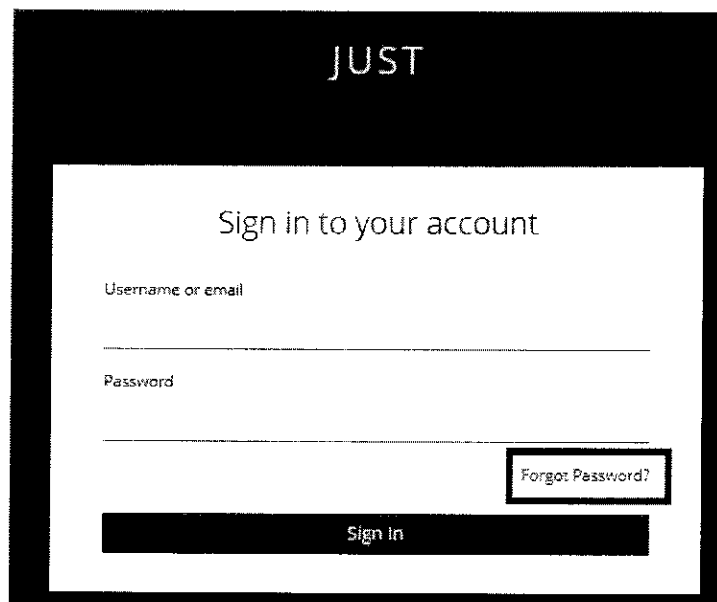 JUST
Sign in to your account
Username or email
Password
Forgot Password?
Sign In